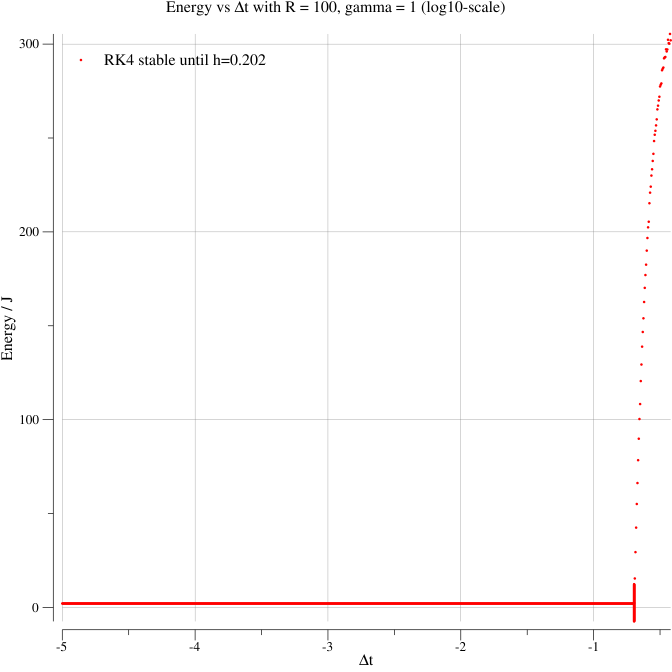 Energy vs Δt with R = 100, gamma = 1 (log10-scale)
RK4 stable until h=0.202
300
200
100
0
Energy / J
-5 -4 -3 -2 -1
Δt